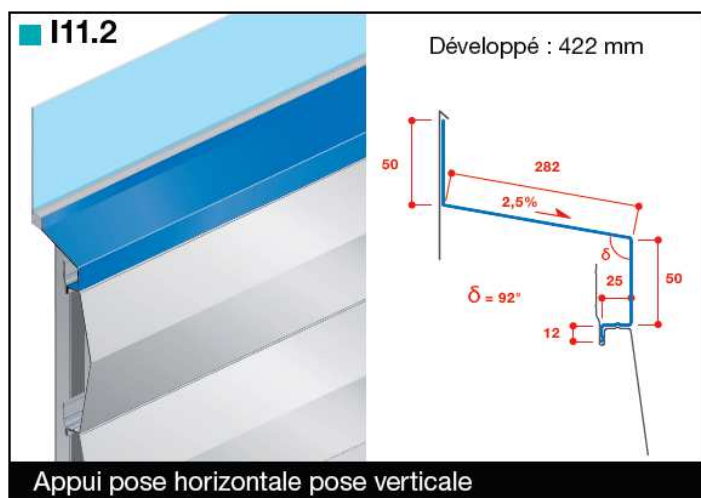 I11.2
Développé : 422 mm
50
282
2,5%
δ
25
50
δ = 92°
12
Appui pose horizontale pose verticale